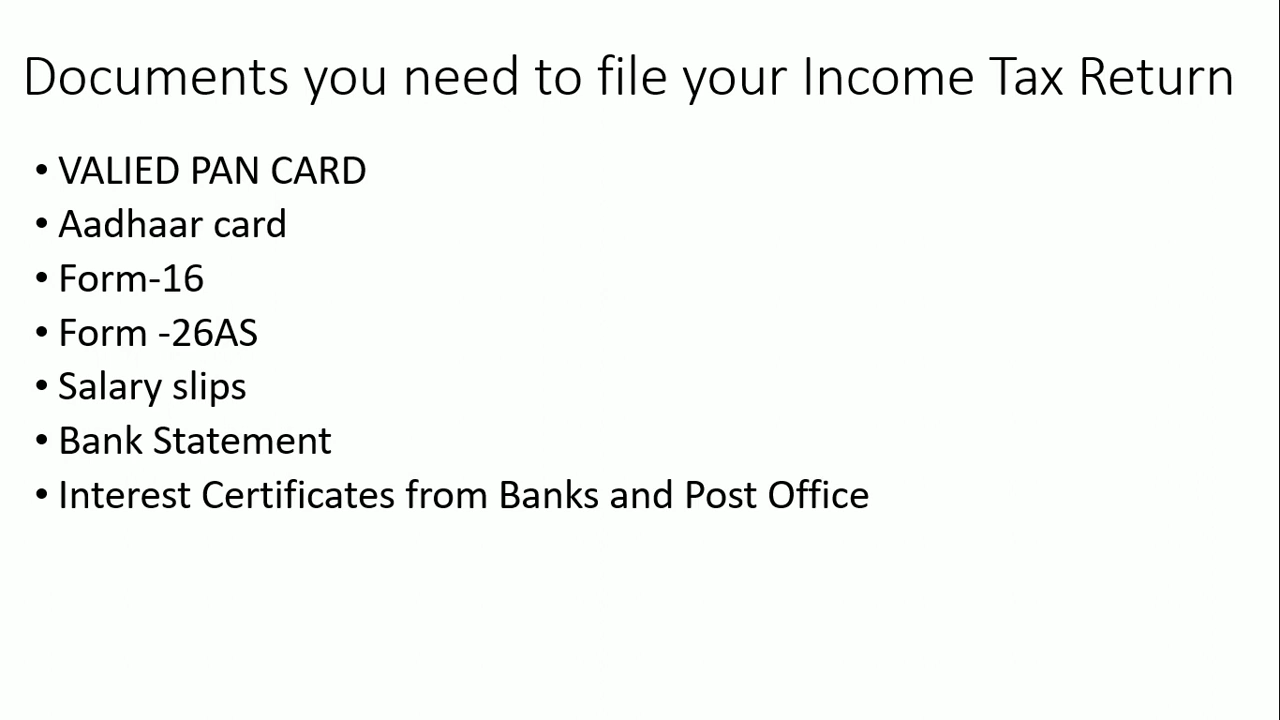 Documents you need to file your Income Tax Return
• VALIED PAN CARD
• Aadhaar card
• Form-16
• Form -26AS
• Salary slips
• Bank Statement
• Interest Certificates from Banks and Post Office